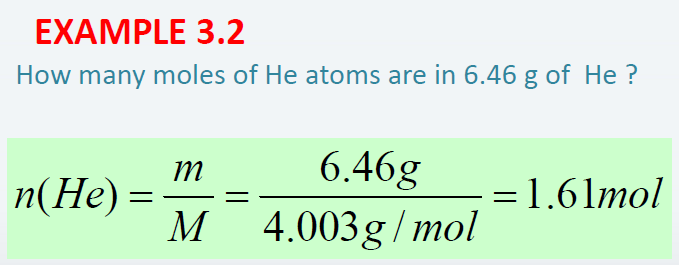 EXAMPLE 3.2
How many moles of He atoms are in 6.46 g of He ?
n(He) = m/M = 6.46g/4.003g/mol = 1.61mol